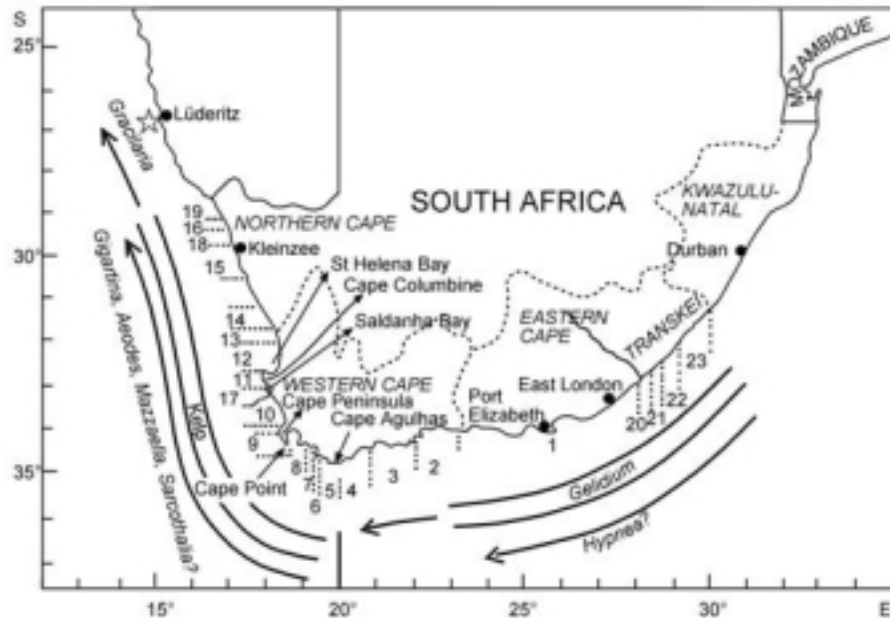 S
25°
30°
35°
15°
20°
25°
30°
E
MOZAMBIQUE
Lüderitz
Gracilaria
SOUTH AFRICA
KWAZULU-
NATAL
NORTHERN CAPE
Kleinzee
Durban
St Helena Bay
Cape Columbine
Saldanha Bay
EASTERN
CAPE
TRANSKEI
WESTERN CAPE
Cape Peninsula
Cape Agulhas
Port
Elizabeth
East London
Cape Point
19
16
18
15
14
13
12
11
17
10
9
8
7
6
5
4
3
2
1
20
21
22
23
Kelp
Gigartina, Aeodes, Mazzaella, Sarcothalia?
Gelidium
Hypnea?